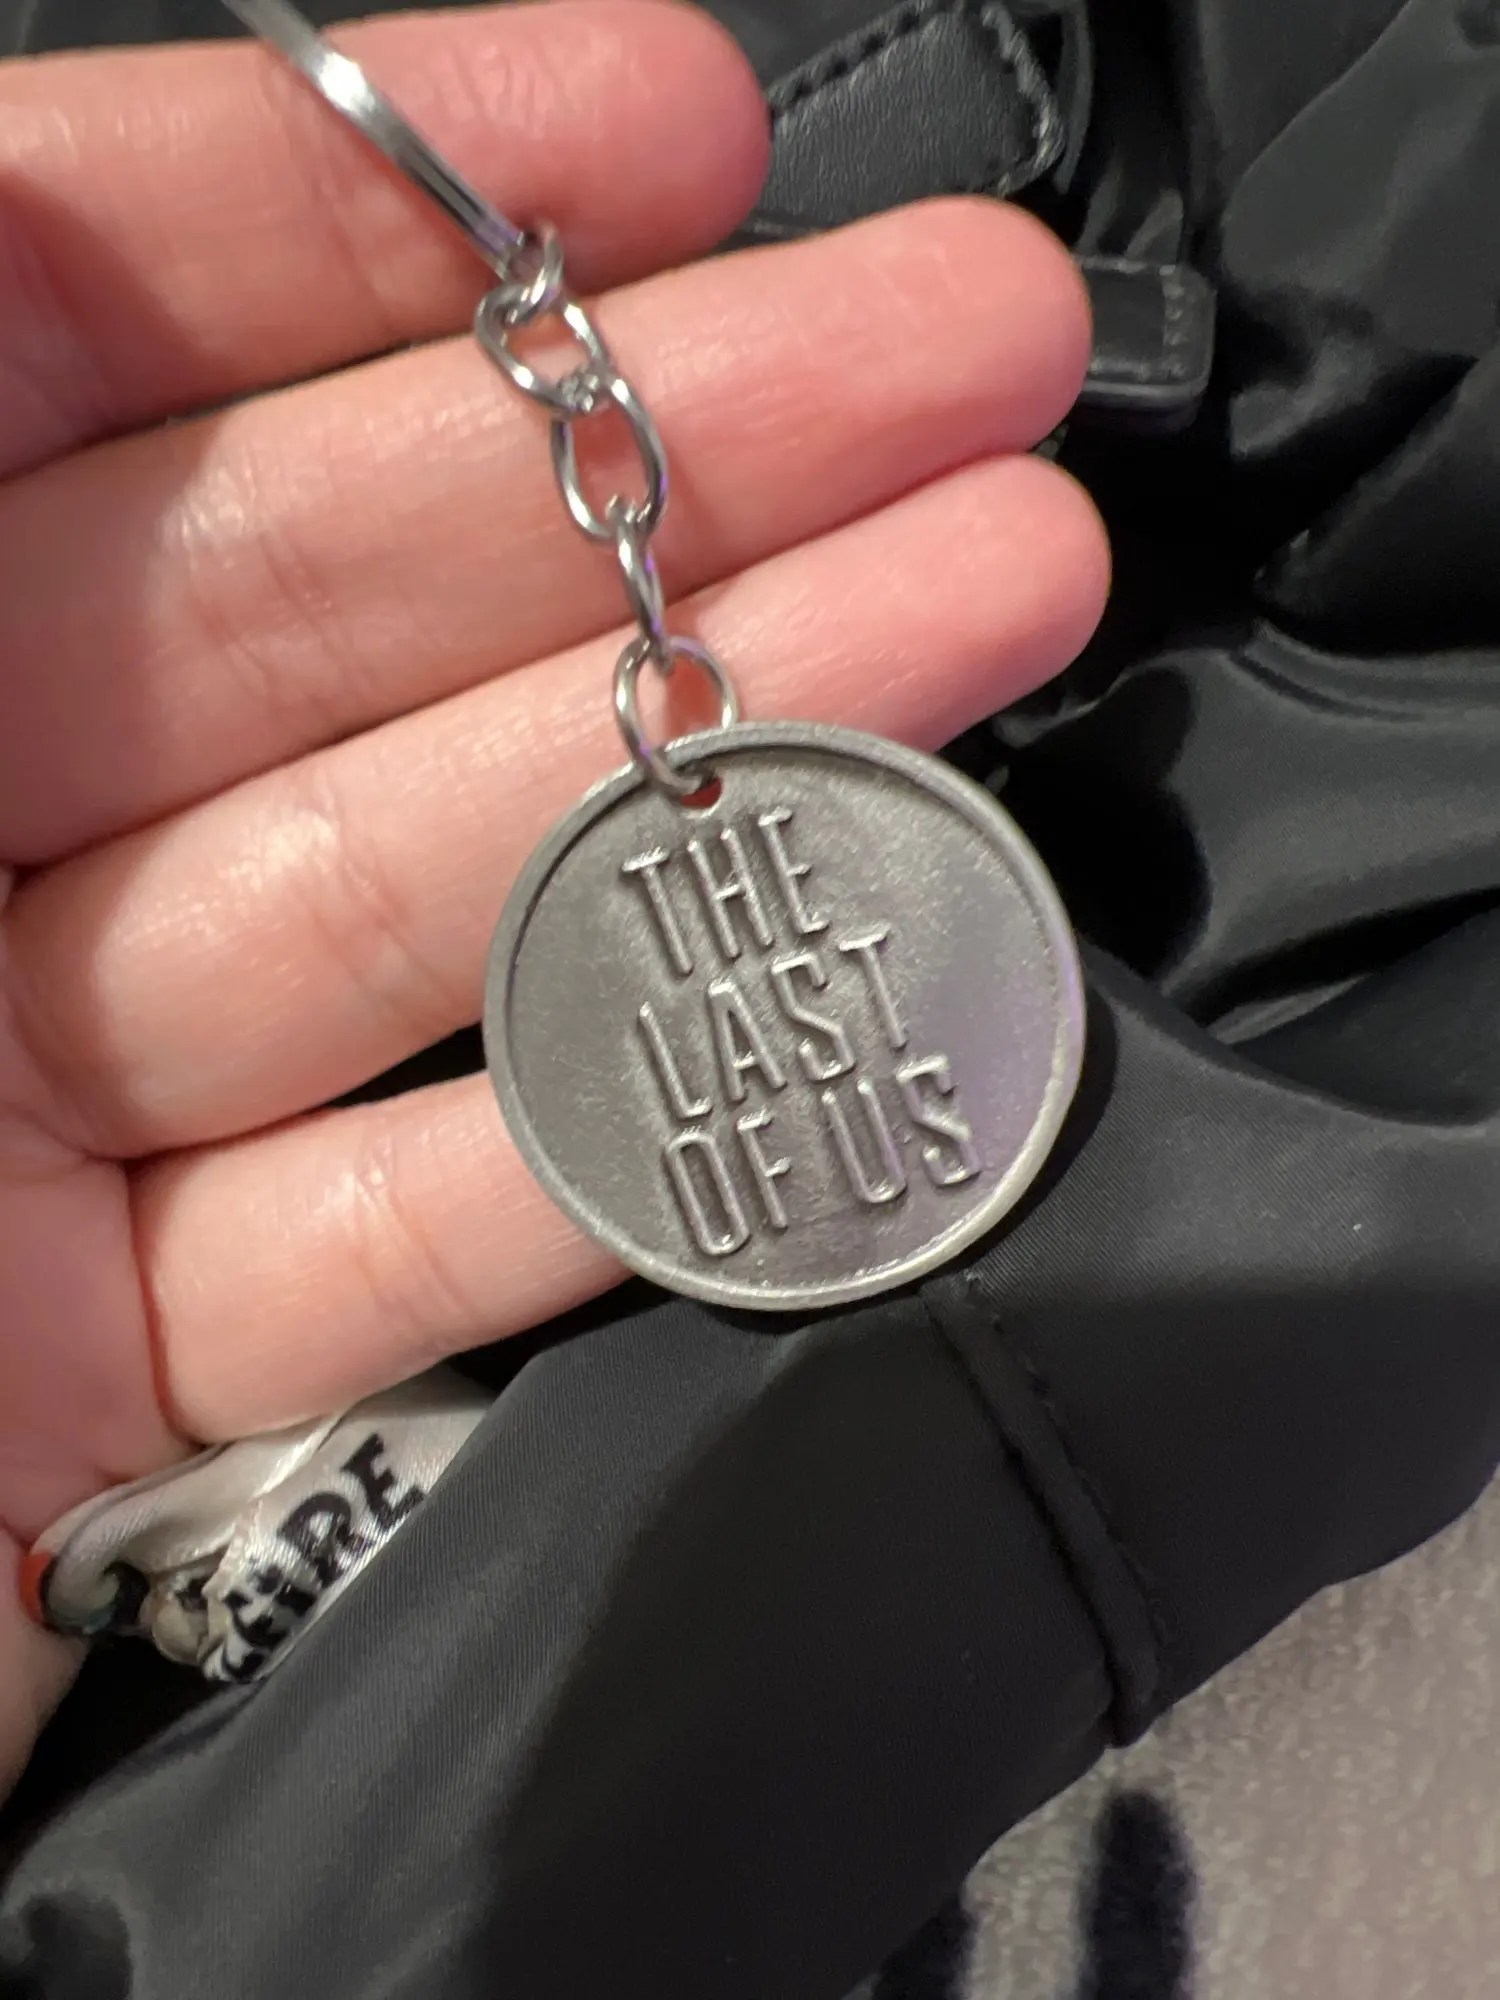 THE
LAST
OF US